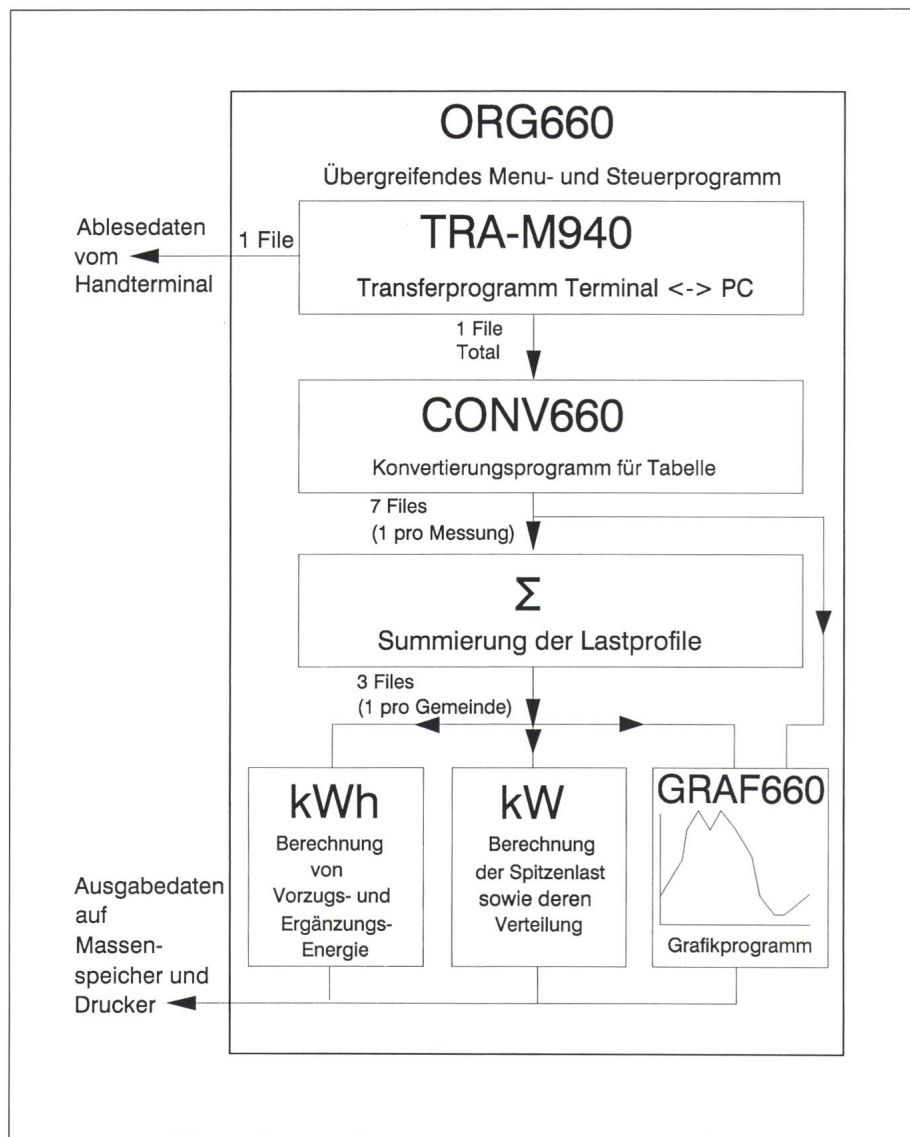 ORG660
Übergreifendes Menu- und Steuerprogramm
Ablesedaten
vom
Handterminal
1 File
TRA-M940
Transferprogramm Terminal <-> PC
1 File
Total
CONV660
Konvertierungsprogramm für Tabelle
7 Files
(1 pro Messung)
Σ
Summierung der Lastprofile
3 Files
(1 pro Gemeinde)
kWh
Berechnung
von
Vorzugs- und
Ergänzungs-
Energie
kW
Berechnung
der Spitzenlast
sowie deren
Verteilung
GRAF660
Grafikprogramm
Ausgabedaten
auf
Massen-
speicher und
Drucker